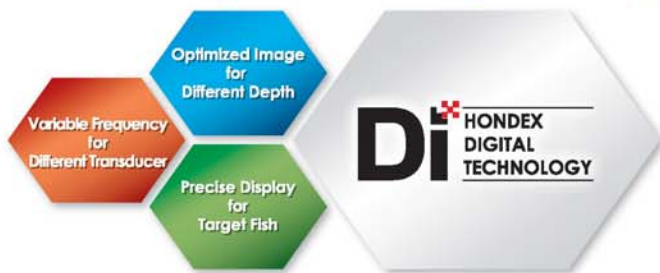 Optimized Image
for
Different Depth
Variable Frequency
for
Different Transducer
Precise Display
for
Target Fish
Di
HONDEX
DIGITAL
TECHNOLOGY